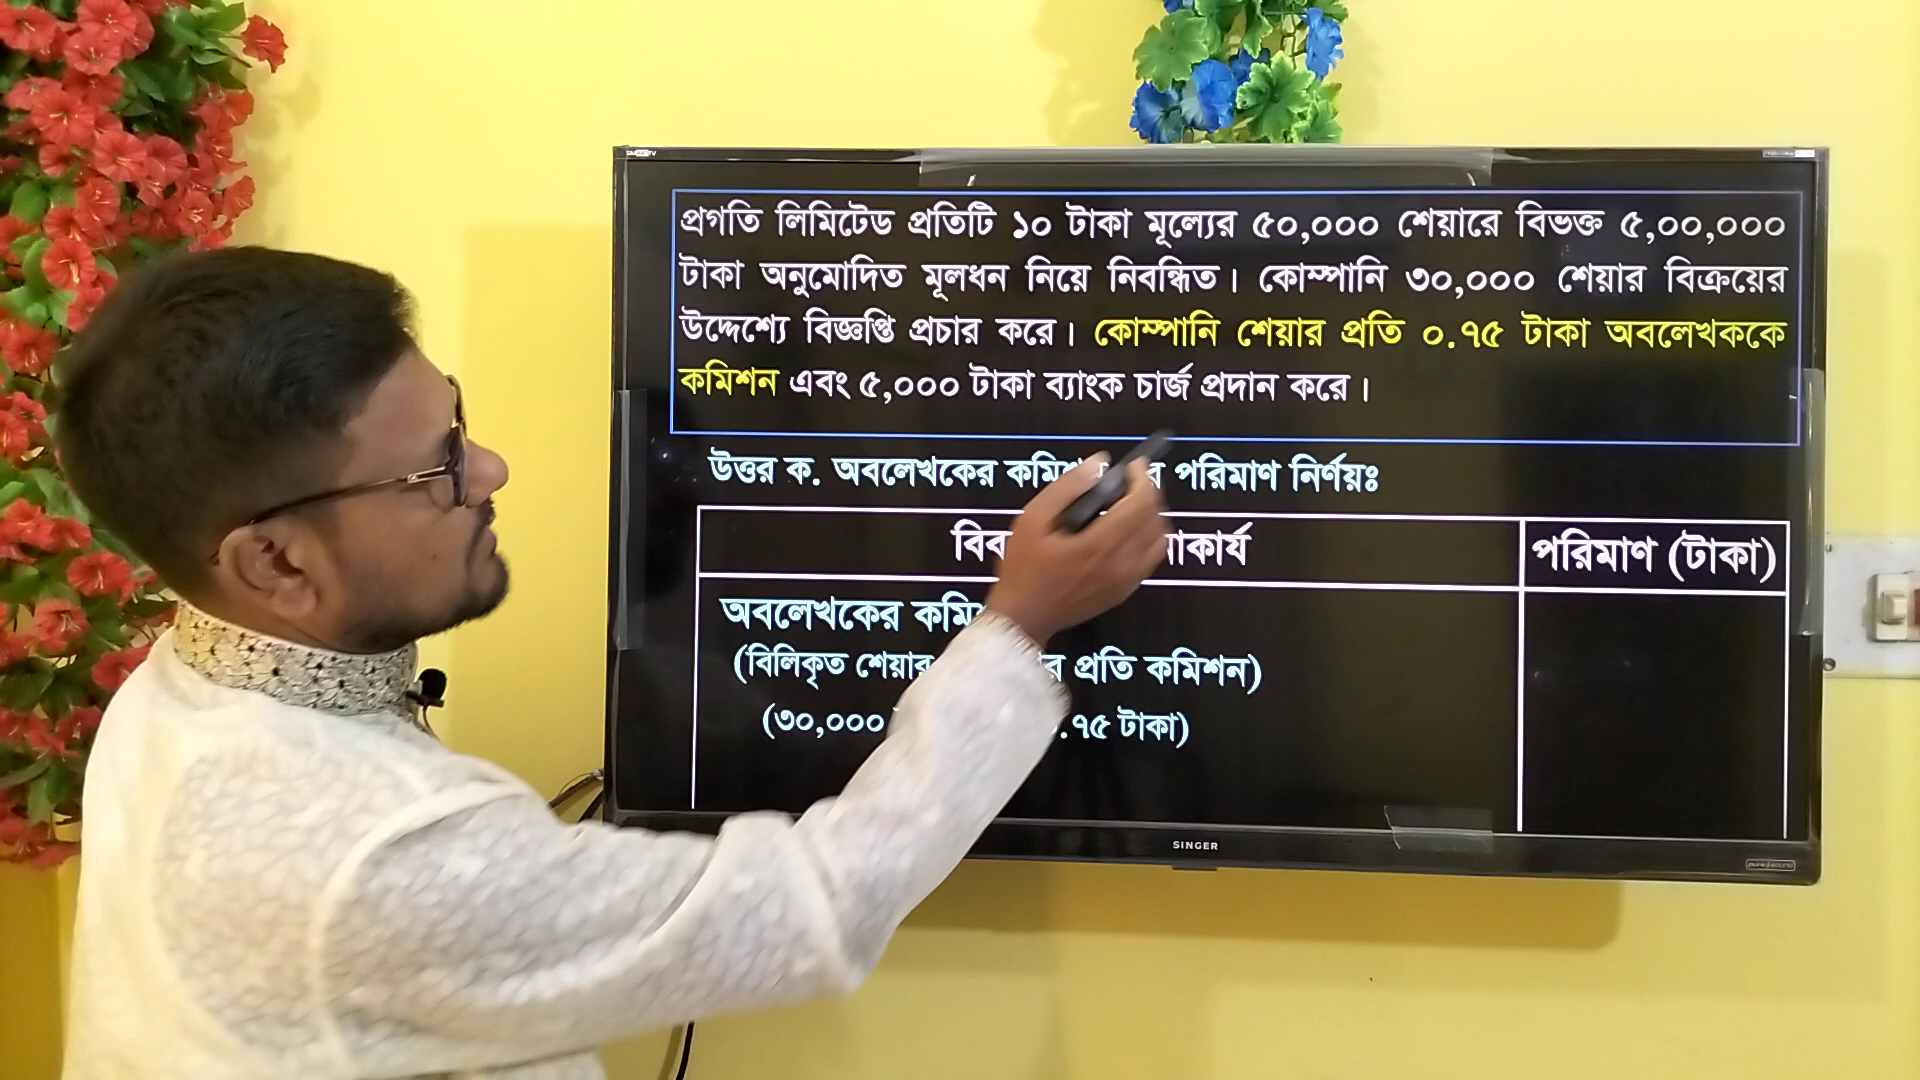 প্রগতি লিমিটেড প্রতিটি ১০ টাকা মূল্যের ৫০,০০০ শেয়ারে বিভক্ত ৫,০০,০০০
টাকা অনুমোদিত মূলধন নিয়ে নিবন্ধিত। কোম্পানি ৩০,০০০ শেয়ার বিক্রয়ের
উদ্দেশ্যে বিজ্ঞপ্তি প্রচার করে। কোম্পানি শেয়ার প্রতি ০.৭৫ টাকা অবলেখককে
কমিশন এবং ৫,০০০ টাকা ব্যাংক চার্জ প্রদান করে।
উত্তর ক. অবলেখকের পরিমাণ নির্ণয়ঃ
পরিমাণ (টাকা)
অবলেখকের
(বিলিকৃত শেয়ার প্রতি কমিশন)
(৩০,০০০ .৭৫ টাকা)
SINGER